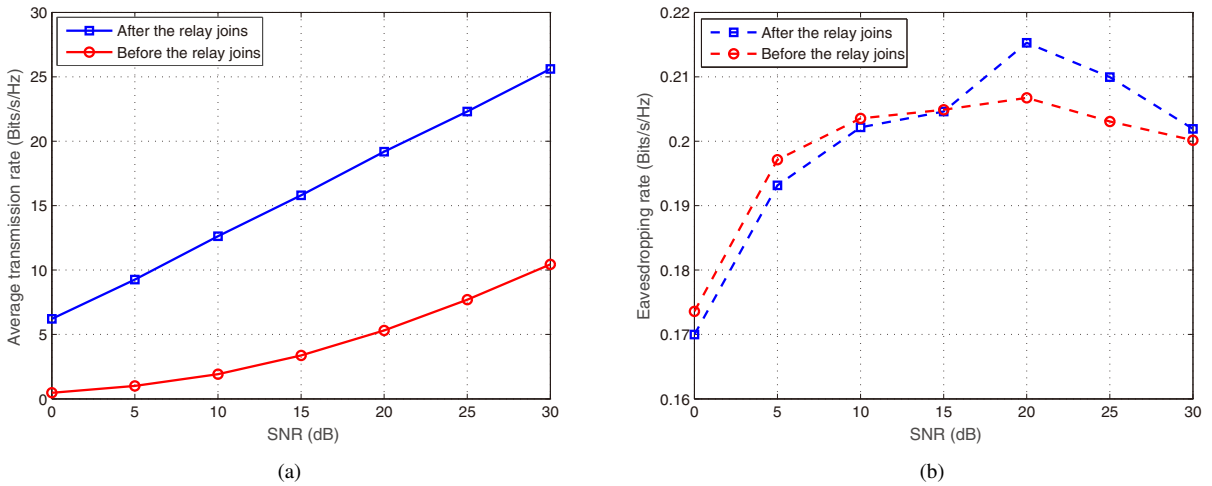 30
25
20
15
10
5
0
Average transmission rate (Bits/s/Hz)
After the relay joins
Before the relay joins
0 5 10 15 20 25 30
SNR (dB)
(a)
0.22
0.21
0.2
0.19
0.18
0.17
0.16
Eavesdropping rate (Bits/s/Hz)
After the relay joins
Before the relay joins
0 5 10 15 20 25 30
SNR (dB)
(b)